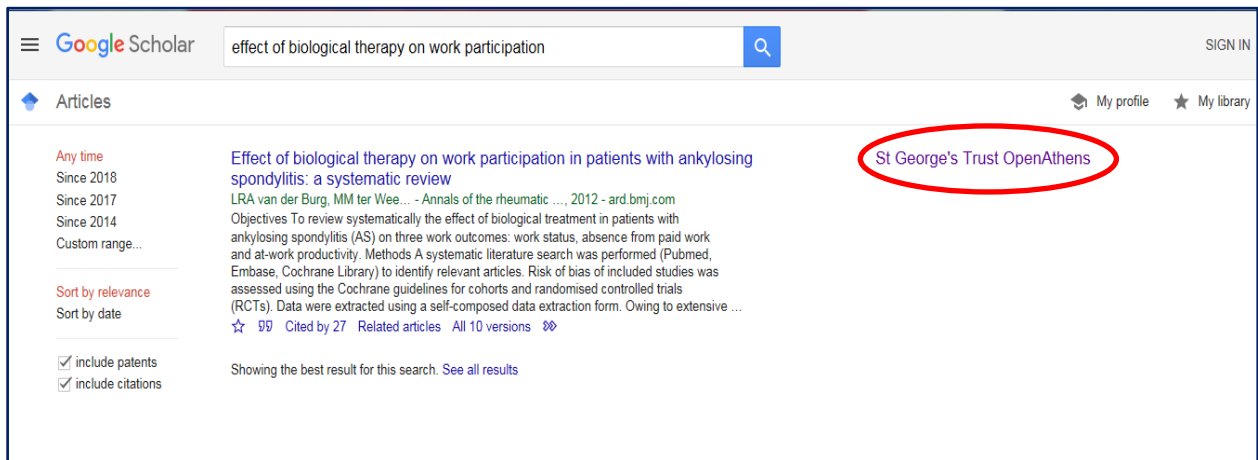 Google Scholar
effect of biological therapy on work participation
SIGN IN
Articles
My profile
My library
Any time
Since 2018
Since 2017
Since 2014
Custom range...
Sort by relevance
Sort by date
include patents
include citations
Effect of biological therapy on work participation in patients with ankylosing
spondylitis: a systematic review
LRA van der Burg, MM ter Wee... - Annals of the rheumatic ..., 2012 - ard.bmj.com
Objectives To review systematically the effect of biological treatment in patients with
ankylosing spondylitis (AS) on three work outcomes: work status, absence from paid work
and at-work productivity. Methods A systematic literature search was performed (Pubmed,
Embase, Cochrane Library) to identify relevant articles. Risk of bias of included studies was
assessed using the Cochrane guidelines for cohorts and randomised controlled trials
(RCTs). Data were extracted using a self-composed data extraction form. Owing to extensive ...
Cited by 27 Related articles All 10 versions
Showing the best result for this search. See all results
St George's Trust OpenAthens